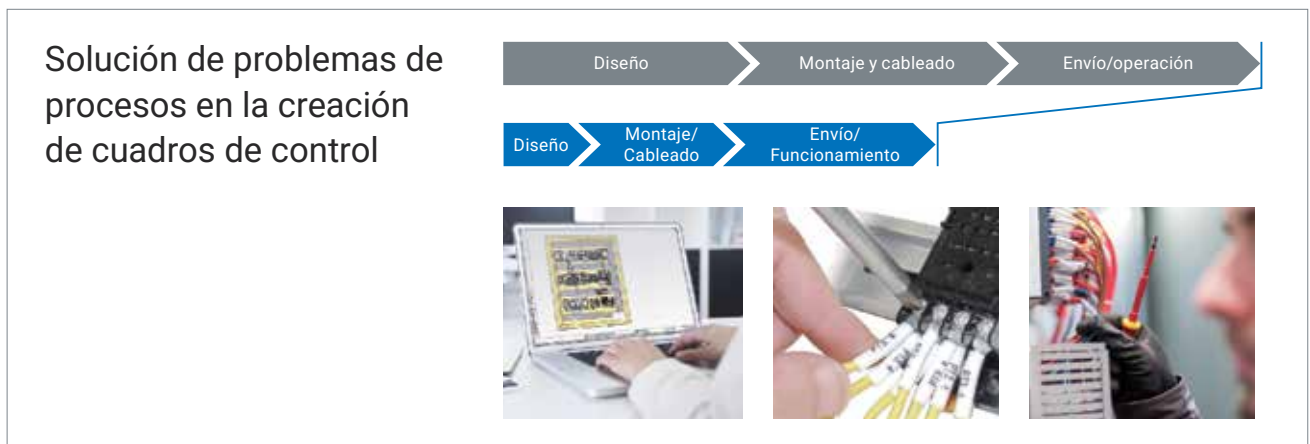 Solución de problemas de
procesos en la creación
de cuadros de control
Diseño
Montaje y cableado
Envío/operación
Diseño
Montaje/
Cableado
Envío/
Funcionamiento